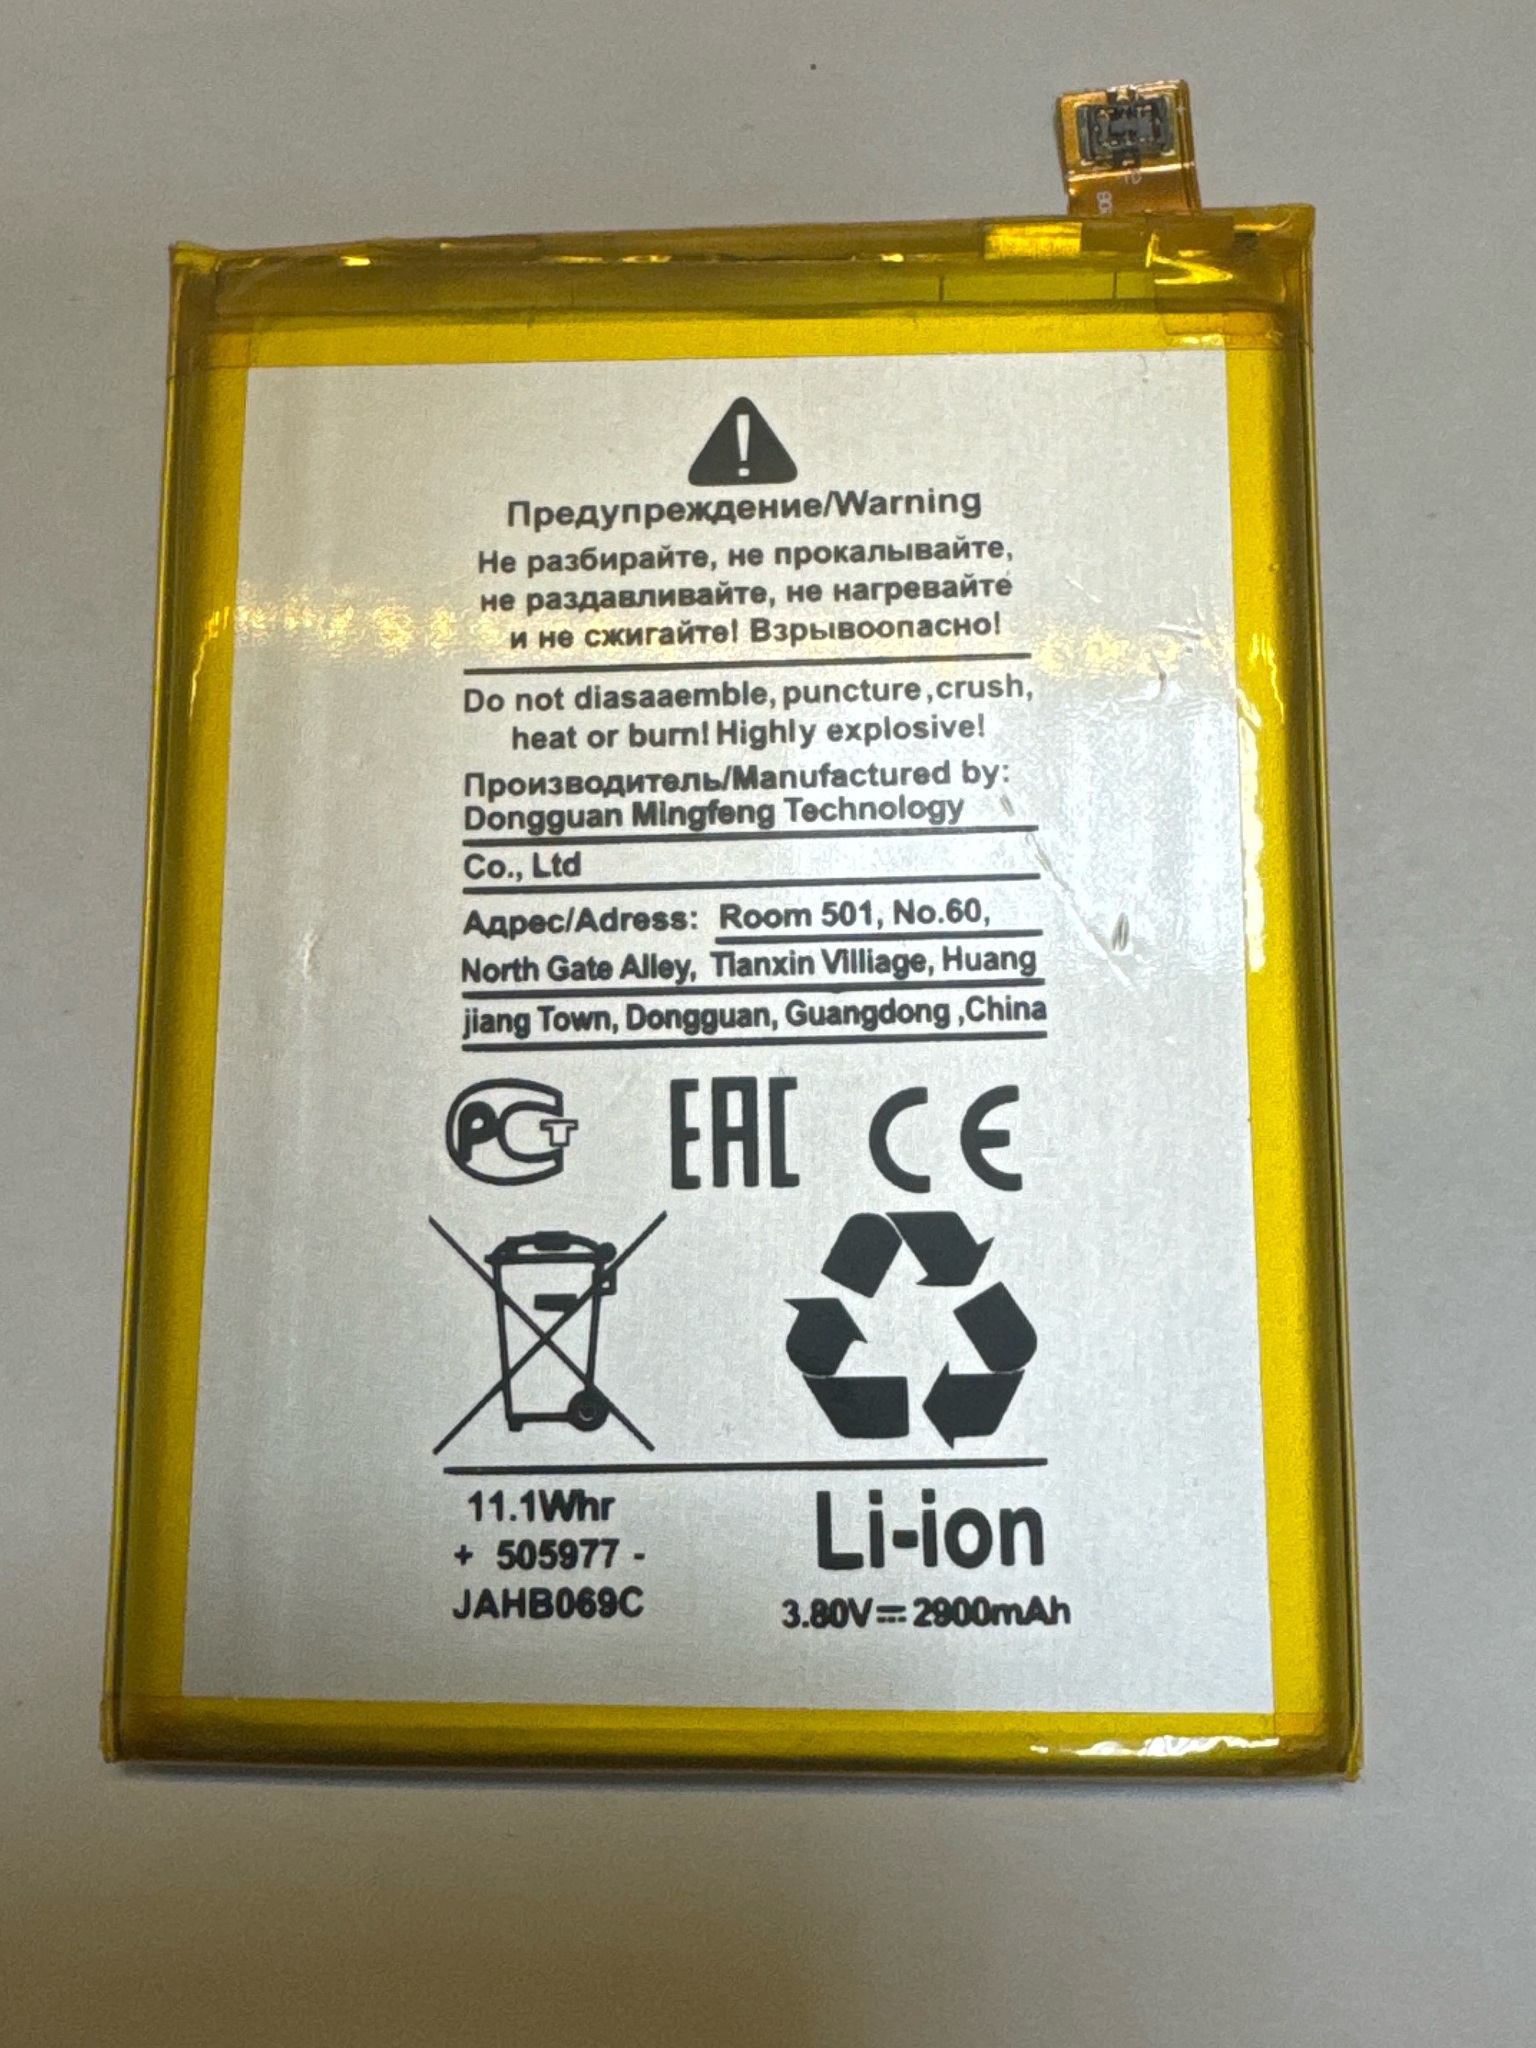 Предупреждение/Warning
Не разбирайте, не прокалывайте,
не раздавливайте, не нагревайте
и не сжигайте! Взрывоопасно!
Do not diasaaemble, puncture ,crush,
heat or burn! Highly explosive!
Производитель/Manufactured by:
Dongguan Mingfeng Technology
Co., Ltd
Адрес/Adress: Room 501, No.60,
North Gate Alley, Tianxin Villiage, Huang
jiang Town, Dongguan, Guangdong ,China
РСТ EAC CE
11.1Whr
+ 505977 -
JAHB069C
Li-ion
3.80V⎓2900mAh